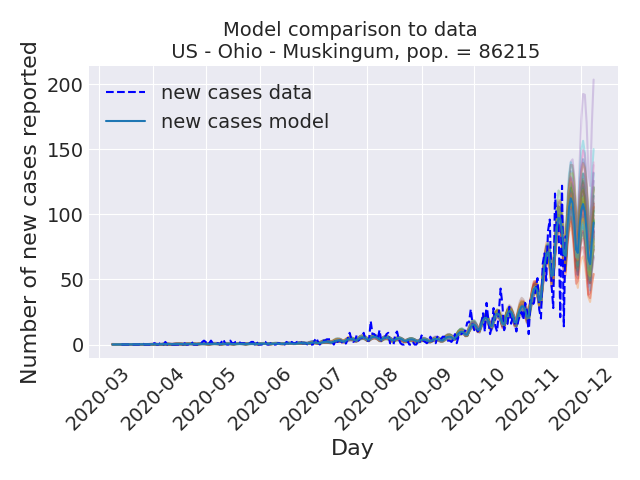 Model comparison to data
US - Ohio - Muskingum, pop. = 86215
Number of new cases reported
200
150
100
50
0
new cases data
new cases model
2020-03
2020-04
2020-05
2020-06
2020-07
2020-08
2020-09
2020-10
2020-11
2020-12
Day